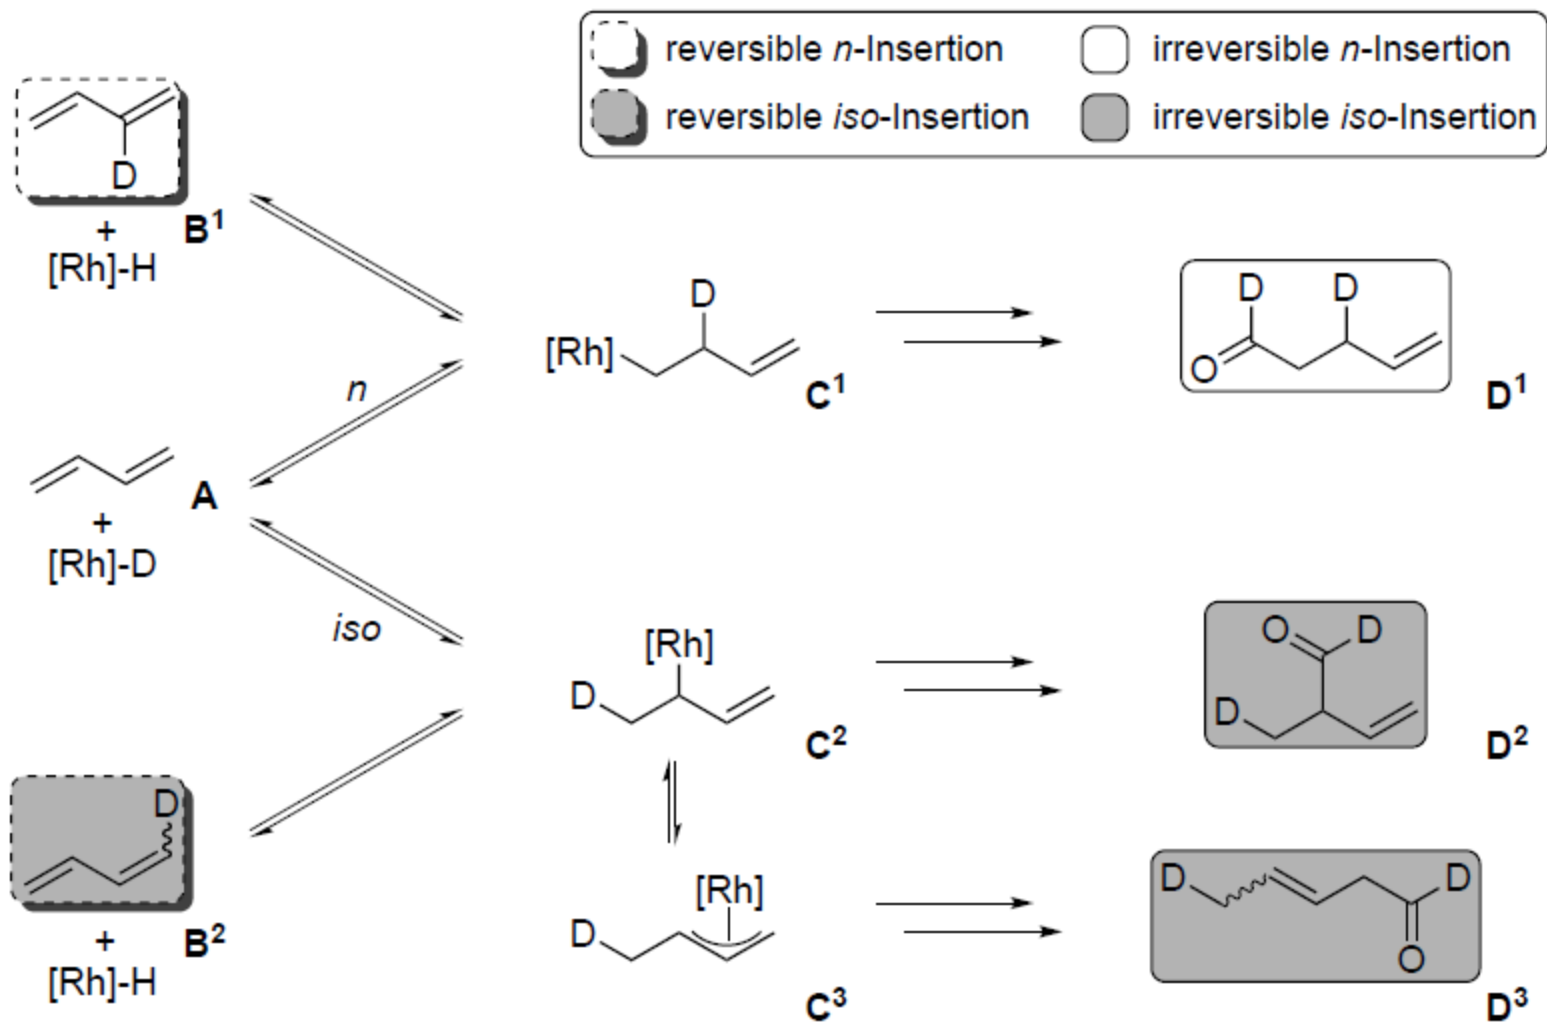 reversible n-Insertion
irreversible n-Insertion
reversible iso-Insertion
irreversible iso-Insertion
D
+
[Rh]-H
B¹
n
A
+
[Rh]-D
iso
D
+
[Rh]-H
B²
D
[Rh]
C¹
D D
O
D¹
[Rh]
D
C²
O D
D
D²
[Rh]
D
C³
D D
O
D³